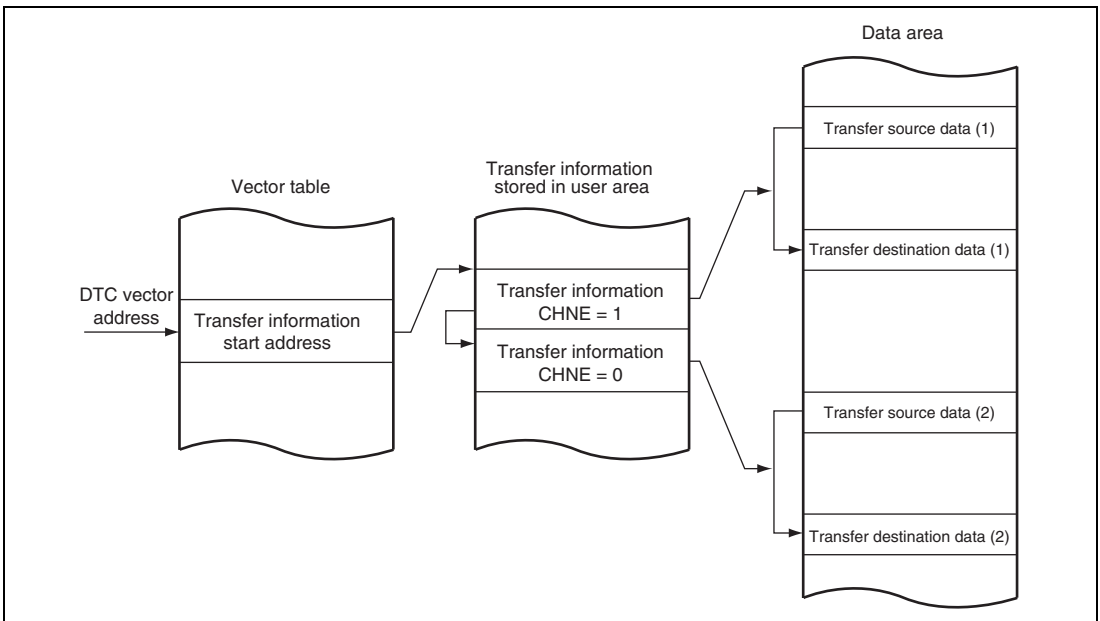 Data area
Transfer source data (1)
Transfer information
stored in user area
Vector table
Transfer destination data (1)
DTC vector
address
Transfer information
start address
Transfer information
CHNE = 1
Transfer information
CHNE = 0
Transfer source data (2)
Transfer destination data (2)